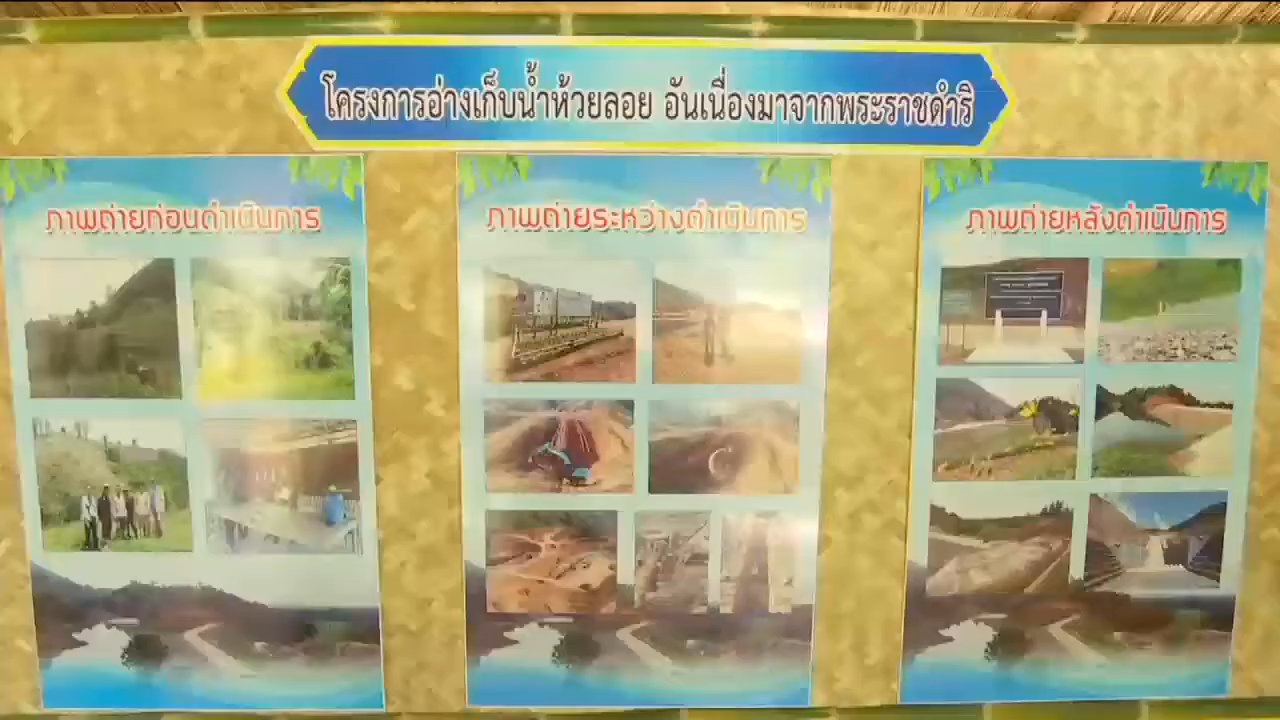 โครงการอ่างเก็บน้ำห้วยลอย อันเนื่องมาจากพระราชดำริ
ภาพถ่ายก่อนดำเนินการ
ภาพถ่ายระหว่างดำเนินการ
ภาพถ่ายหลังดำเนินการ